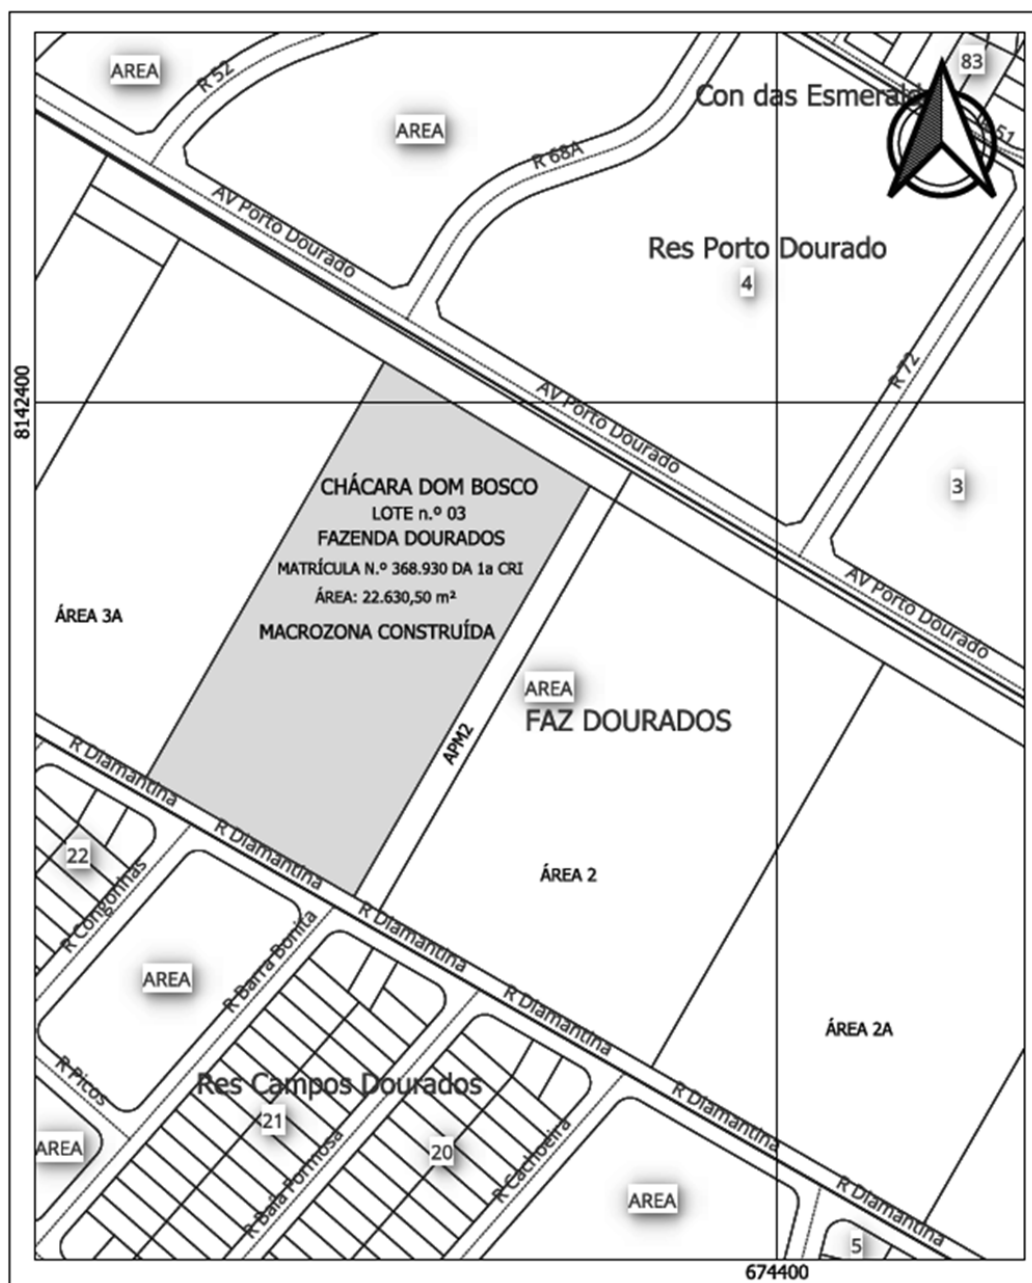 83
AREA
R 52
Con das Esmerald
51
AREA
R 68A
AV Porto Dourado
Res Porto Dourado
4
R 72
8142400
AV Porto Dourado
3
CHÁCARA DOM BOSCO
LOTE n.º 03
FAZENDA DOURADOS
MATRÍCULA N.º 368.930 DA 1a CRI
ÁREA: 22.630,50 m²
MACROZONA CONSTRUÍDA
AV Porto Dourado
ÁREA 3A
AREA
FAZ DOURADOS
APM2
R Diamantina
R Diamantina
22
ÁREA 2
R Congonhas
R Diamantina
R Barra Bonita
AREA
R Diamantina
ÁREA 2A
R Picos
Res Campos Dourados
R Diamantina
21
AREA
20
R Baía Formosa
R Cachoeira
AREA
R Diamantina
5
674400